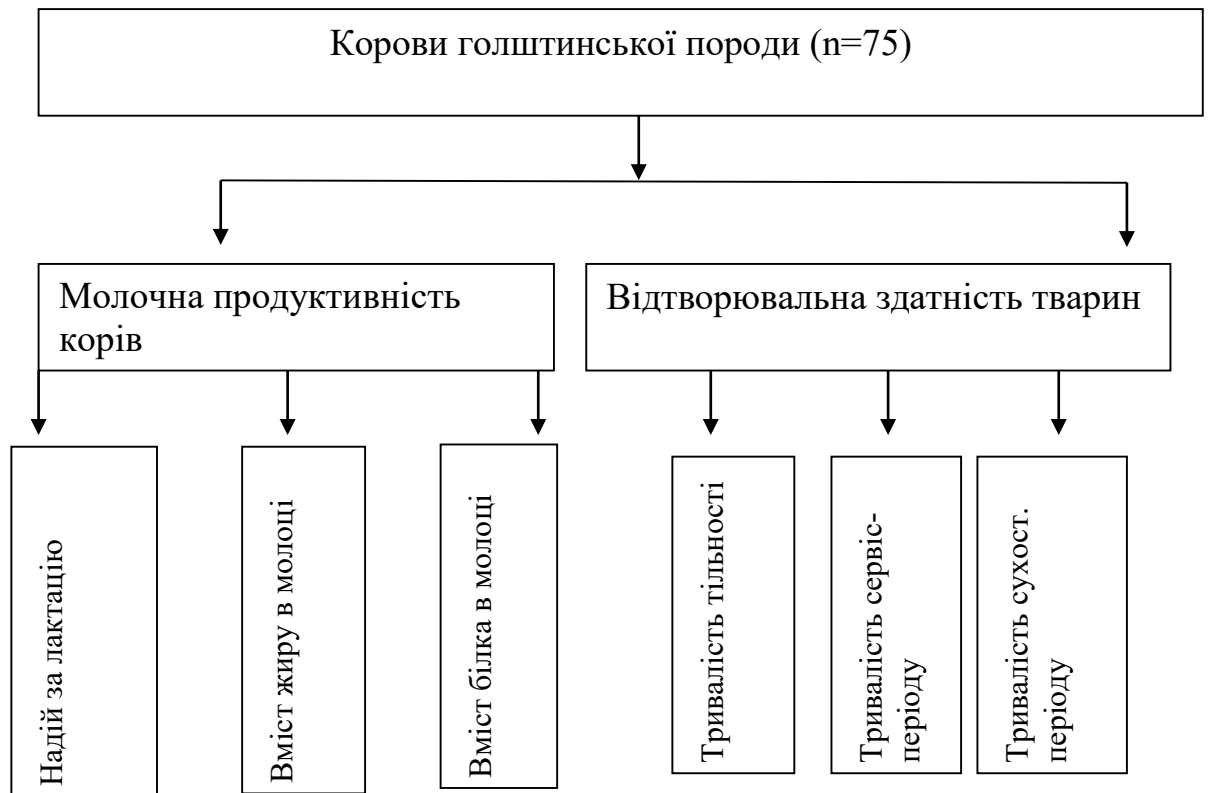 Корови голштинської породи (n=75)
Молочна продуктивність
корів
Відтворювальна здатність тварин
Надій за лактацію
Вміст жиру в молоці
Вміст білка в молоці
Тривалість тільності
Тривалість сервіс-
періоду
Тривалість сухост.
періоду